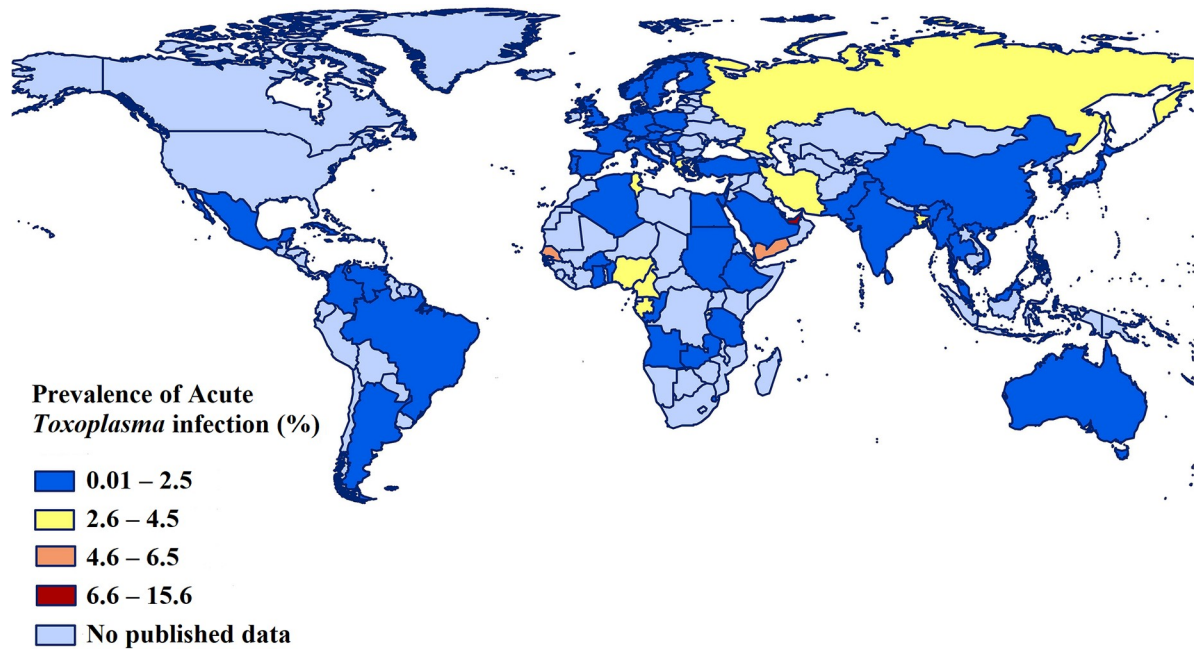 Prevalence of Acute
Toxoplasma infection (%)
0.01 – 2.5
2.6 – 4.5
4.6 – 6.5
6.6 – 15.6
No published data